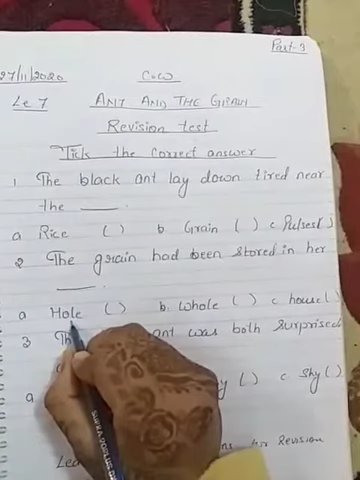 Part-3
27/11/2020 C.W
Le 7 ANT AND THE GRAIN
Revision test
Tick the correct answer
1 The black ant lay down tired near
the ____.
a Rice ( ) b Grain ( ) c Pulses ( )
2 The grain had been stored in her
____.
a Hole ( ) b. Whole ( ) c house ( )
3 ant was both surprised
a ( ) c Shy ( )
for Revision